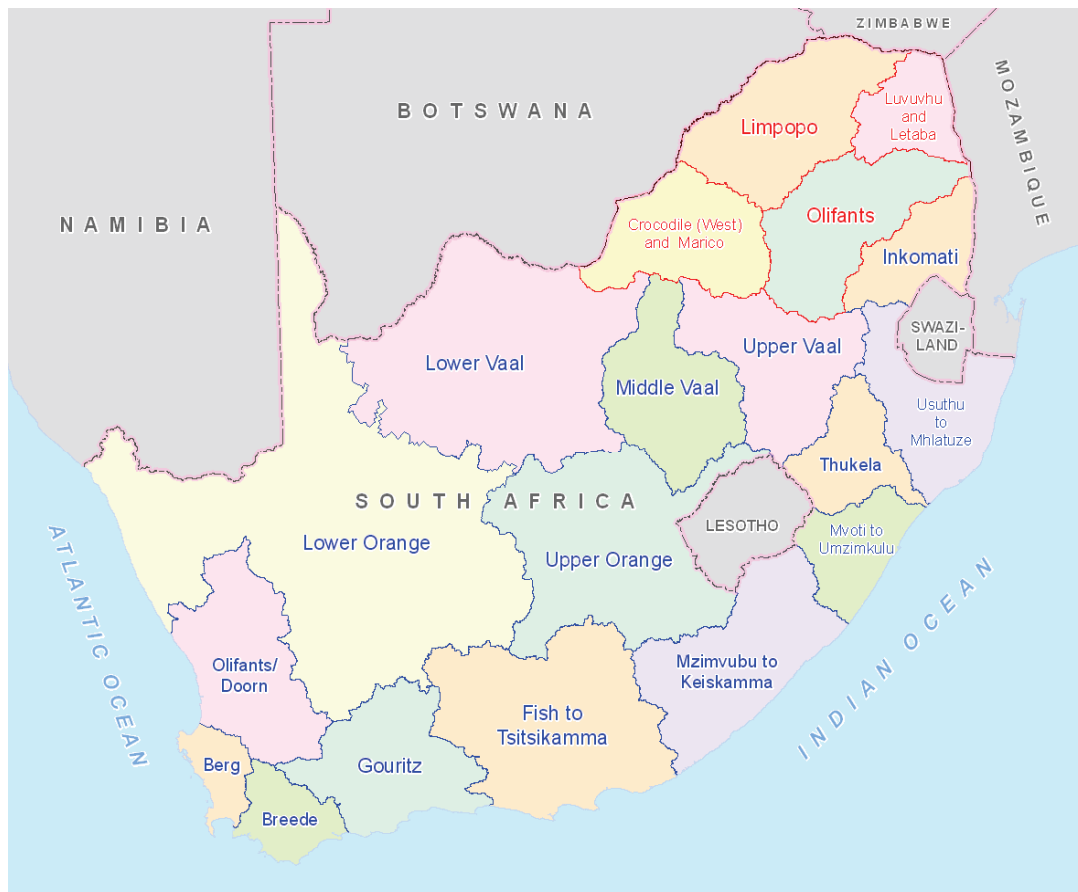 ZIMBABWE
BOTSWANA
MOZAMBIQUE
Limpopo
Luvuvhu
and
Letaba
NAMIBIA
Crocodile (West)
and Marico
Olifants
Inkomati
SWAZI-
LAND
Lower Vaal
Middle Vaal
Upper Vaal
Usuthu
to
Mhlatuze
Thukela
SOUTH AFRICA
LESOTHO
Mvoti to
Umzimkulu
Lower Orange
Upper Orange
ATLANTIC OCEAN
INDIAN OCEAN
Olifants/
Doorn
Mzimvubu to
Keiskamma
Fish to
Tsitsikamma
Berg
Gouritz
Breede